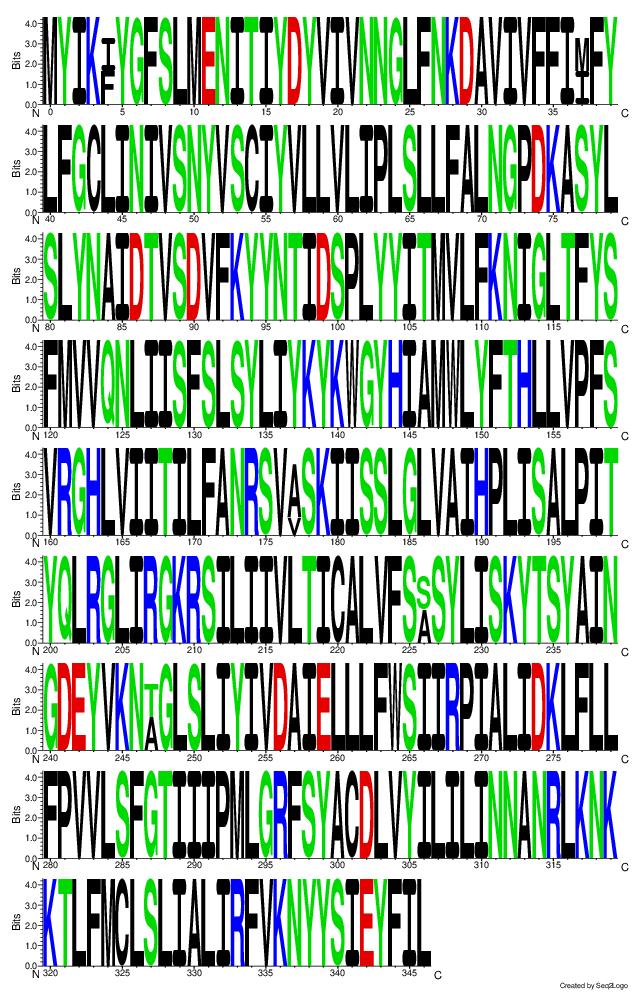 4.0 3.0 2.0 1.0 0.0 Bits
MYIKIYGFSLMENITIYDYVIVNNGLFNKDAVIVFFIMFY
F I
N 0 5 10 15 20 25 30 35 C
4.0 3.0 2.0 1.0 0.0 Bits
LFGCLINIVSNYVSCIYVLLVLIPLSLLFALNGPDKASYL
N 40 45 50 55 60 65 70 75 C
4.0 3.0 2.0 1.0 0.0 Bits
SLYNAIDTVSDVFKYYNTIDSPLYYITMVLFKNIGLTFYS
N 80 85 90 95 100 105 110 115 C
4.0 3.0 2.0 1.0 0.0 Bits
FMVVQNLIISFSLSYLIYKYKWGYHIAMWLYFTHLLVPFS
N 120 125 130 135 140 145 150 155 C
4.0 3.0 2.0 1.0 0.0 Bits
VRGHLVIITILFANRSVASKIISSLGLVAIHPLISALPIT
V
N 160 165 170 175 180 185 190 195 C
4.0 3.0 2.0 1.0 0.0 Bits
YQLRGLIRGKRSILIIVLTICALVFSSSYLISKYTSYAIN
A
N 200 205 210 215 220 225 230 235 C
4.0 3.0 2.0 1.0 0.0 Bits
GDEYVKNTGLSLIYIVDAIELLLFWSIIRPIALIDKLFLL
A
N 240 245 250 255 260 265 270 275 C
4.0 3.0 2.0 1.0 0.0 Bits
FPVVLSFGTIIIPMLGRFSYACDLVYILILINNANRLKNK
N 280 285 290 295 300 305 310 315 C
4.0 3.0 2.0 1.0 0.0 Bits
KTLFMCLSLIALIRFVKNYYSIEYFIL
N 320 325 330 335 340 345 C
Created by Seq2Logo